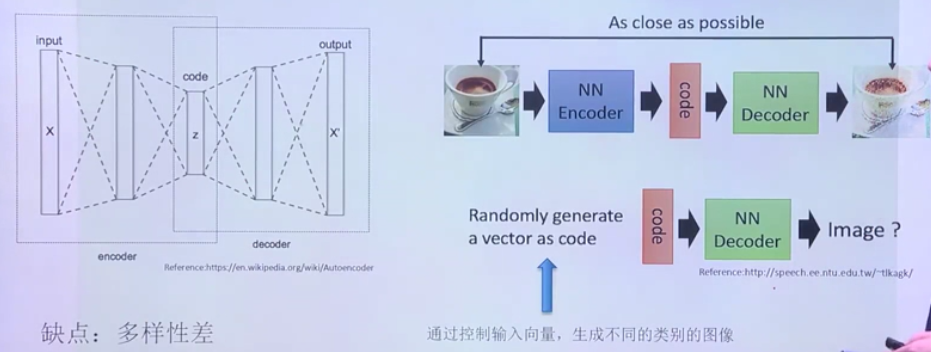 input
output
code
X
z
X'
encoder
decoder
Reference:https://en.wikipedia.org/wiki/Autoencoder
缺点：多样性差
As close as possible
NN
Encoder
code
NN
Decoder
Randomly generate
a vector as code
code
NN
Decoder
Image ?
Reference:http://speech.ee.ntu.edu.tw/~tlkagk/
通过控制输入向量，生成不同的类别的图像